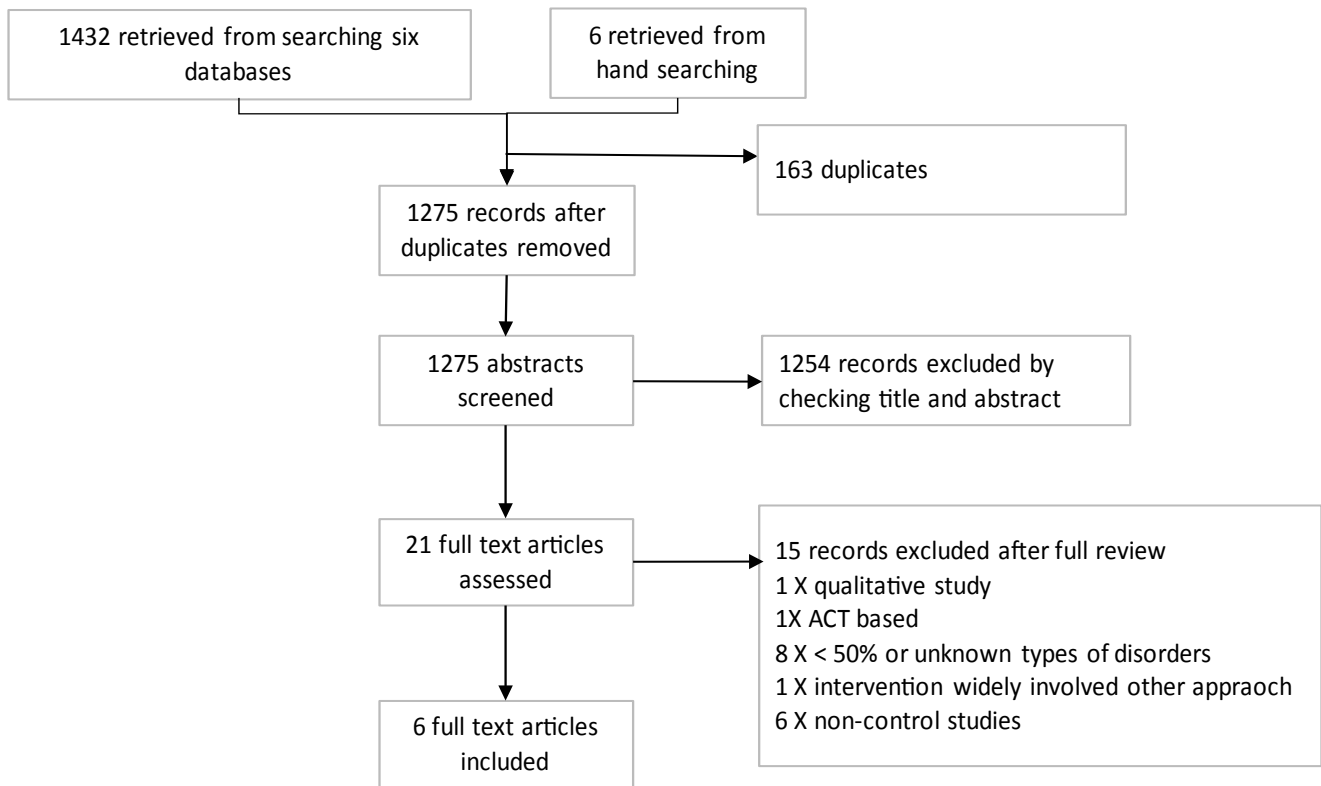 1432 retrieved from searching six
databases
6 retrieved from
hand searching
163 duplicates
1275 records after
duplicates removed
1275 abstracts
screened
1254 records excluded by
checking title and abstract
21 full text articles
assessed
15 records excluded after full review
1 X qualitative study
1X ACT based
8 X < 50% or unknown types of disorders
1 X intervention widely involved other appraoch
6 X non-control studies
6 full text articles
included